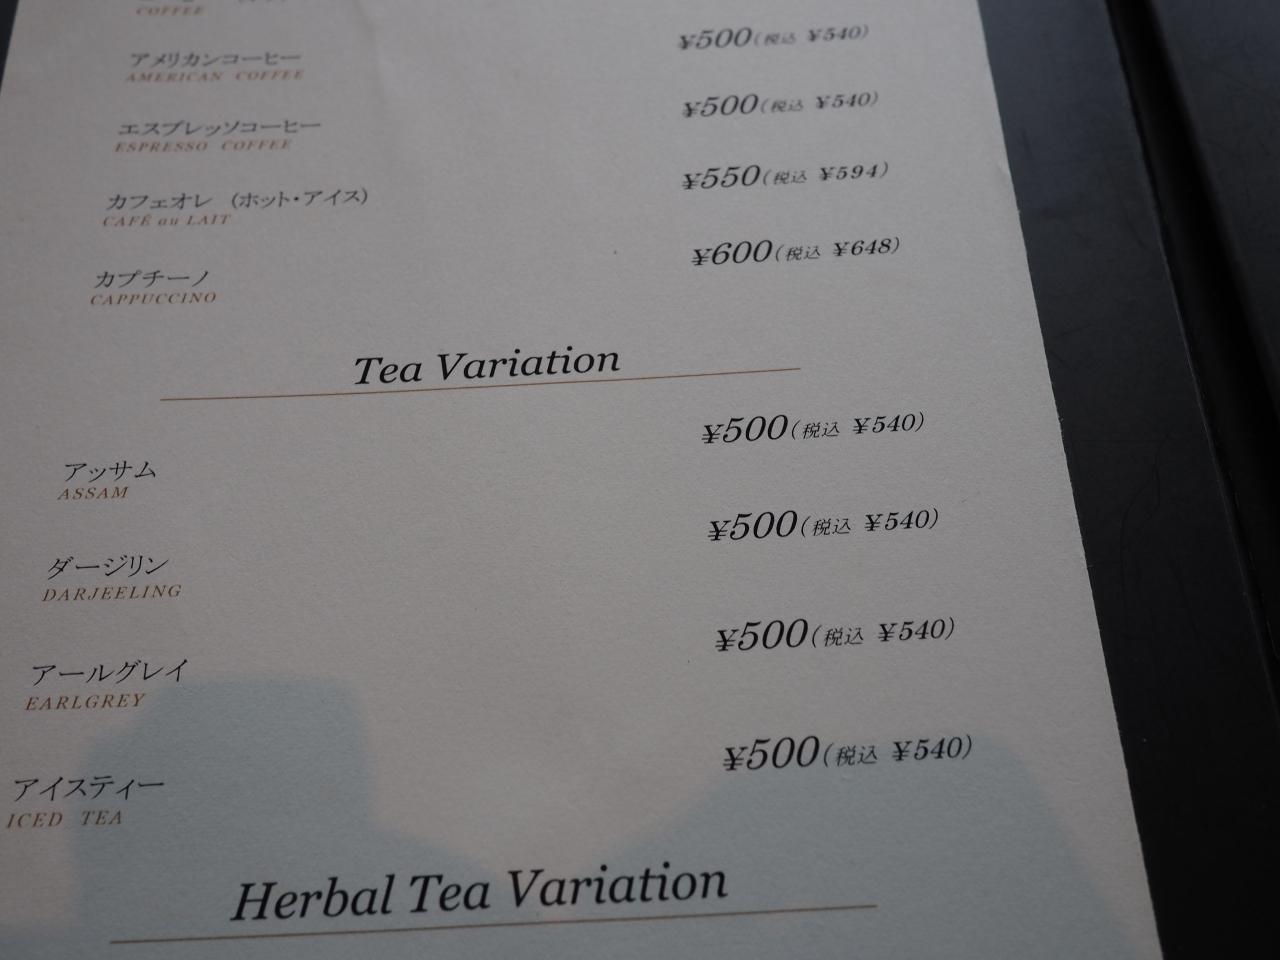 COFFEE
アメリカンコーヒー ¥500(税込 ¥540)
AMERICAN COFFEE
エスプレッソコーヒー ¥500(税込 ¥540)
ESPRESSO COFFEE
カフェオレ (ホット・アイス) ¥550(税込 ¥594)
CAFÉ au LAIT
カプチーノ ¥600(税込 ¥648)
CAPPUCCINO
Tea Variation
アッサム ¥500(税込 ¥540)
ASSAM
ダージリン ¥500(税込 ¥540)
DARJEELING
アールグレイ ¥500(税込 ¥540)
EARLGREY
アイスティー ¥500(税込 ¥540)
ICED TEA
Herbal Tea Variation